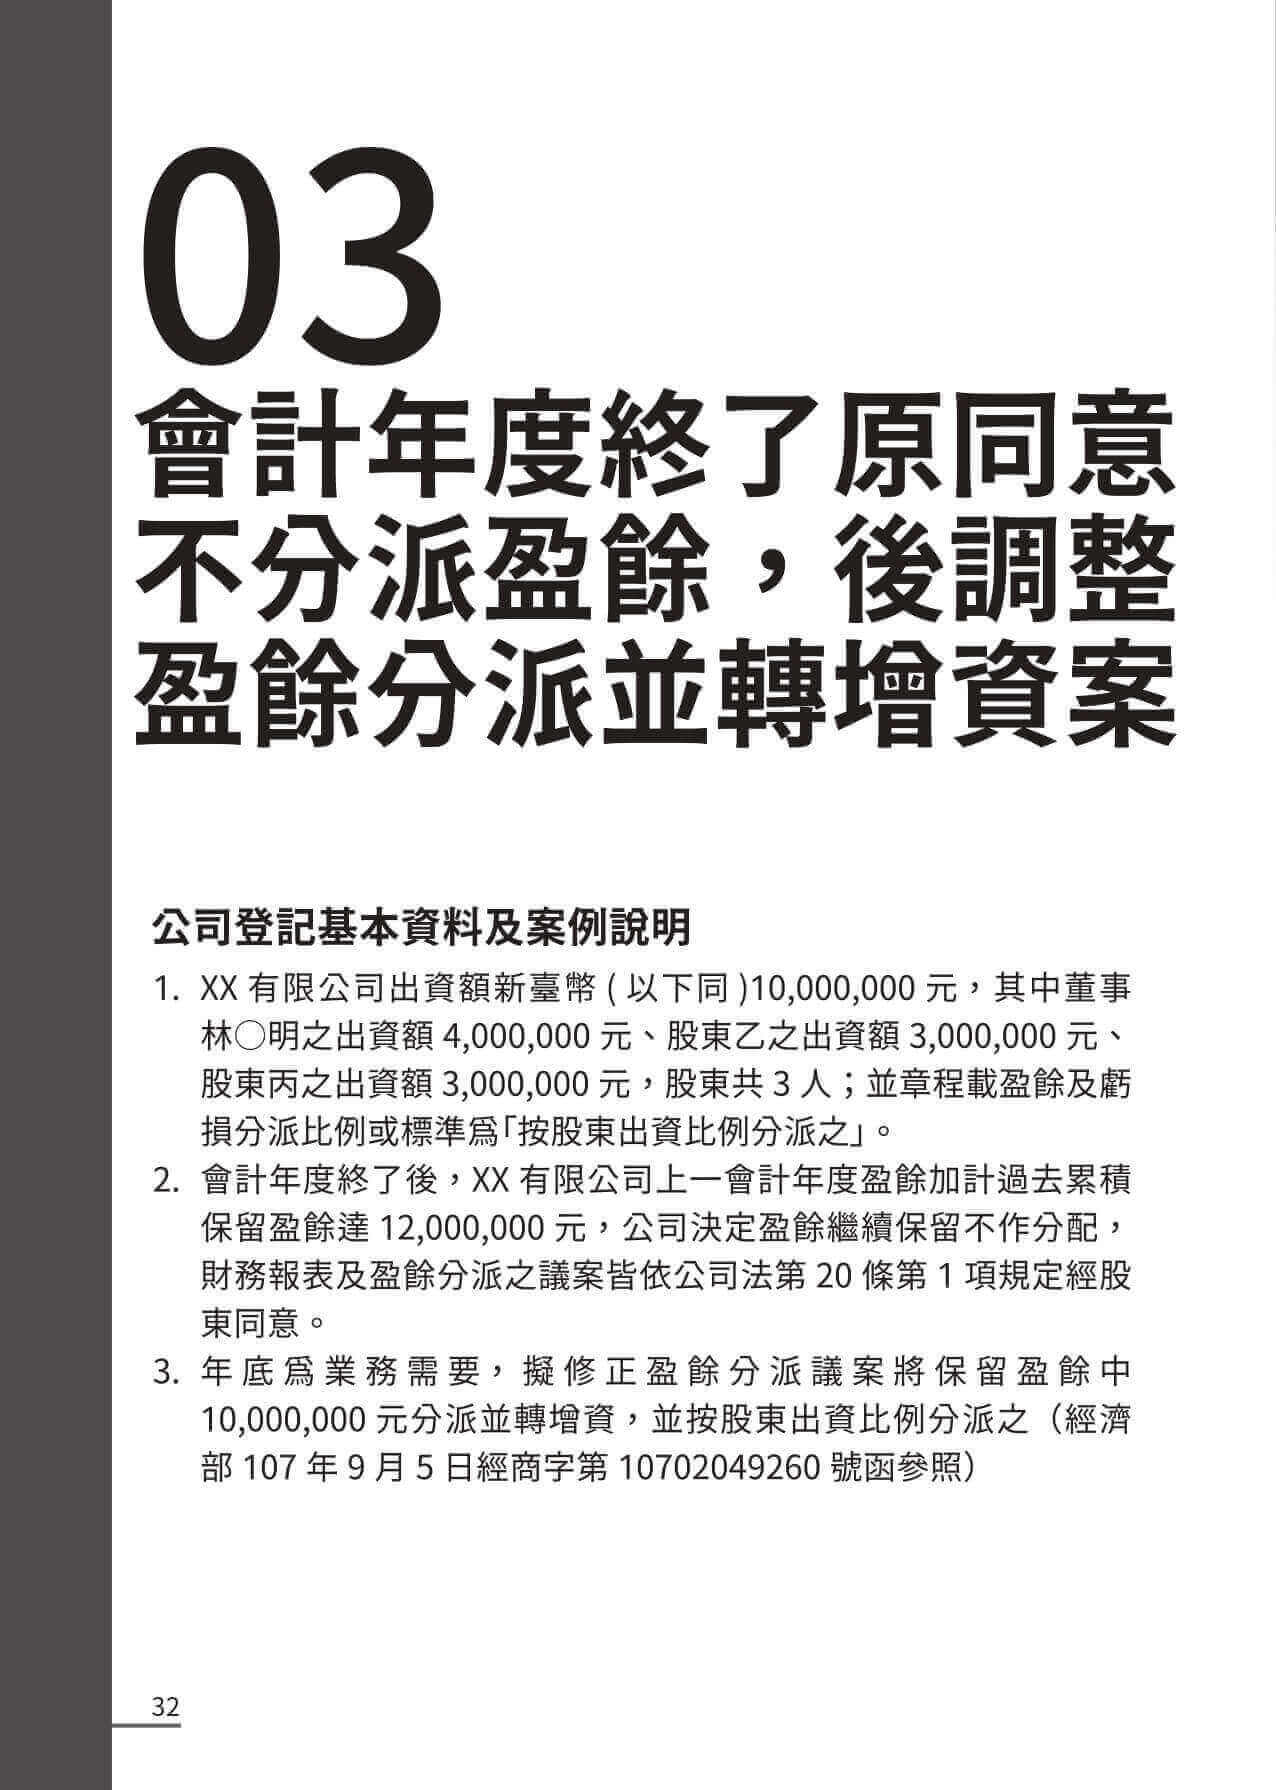 03
會計年度終了原同意
不分派盈餘，後調整
盈餘分派並轉增資案
公司登記基本資料及案例說明
1. XX 有限公司出資額新臺幣 ( 以下同 )10,000,000 元，其中董事
林○明之出資額 4,000,000 元、股東乙之出資額 3,000,000 元、
股東丙之出資額 3,000,000 元，股東共 3 人；並章程載盈餘及虧
損分派比例或標準為「按股東出資比例分派之」。
2. 會計年度終了後，XX 有限公司上一會計年度盈餘加計過去累積
保留盈餘達 12,000,000 元，公司決定盈餘繼續保留不作分配，
財務報表及盈餘分派之議案皆依公司法第 20 條第 1 項規定經股
東同意。
3. 年底為業務需要，擬修正盈餘分派議案將保留盈餘中
10,000,000 元分派並轉增資，並按股東出資比例分派之（經濟
部 107 年 9 月 5 日經商字第 10702049260 號函參照）
32